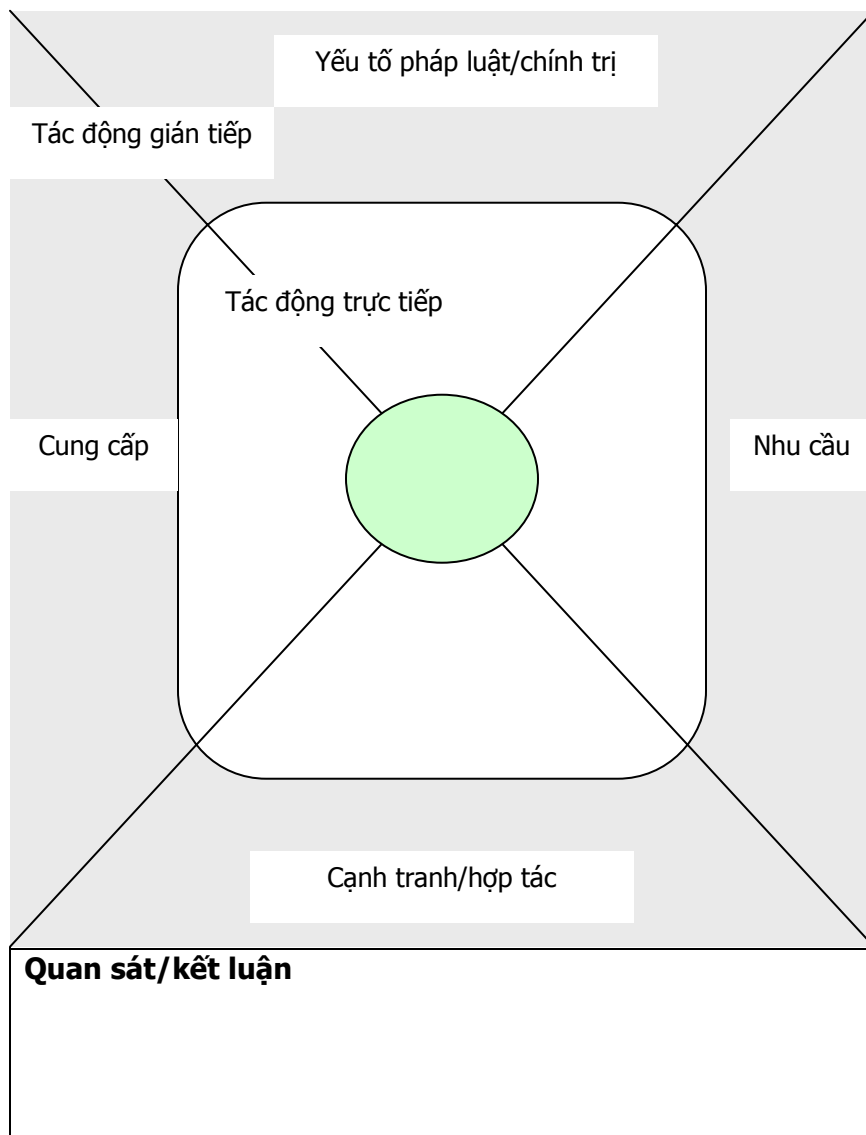 Yếu tố pháp luật/chính trị
Tác động gián tiếp
Tác động trực tiếp
Cung cấp
Nhu cầu
Cạnh tranh/hợp tác
Quan sát/kết luận